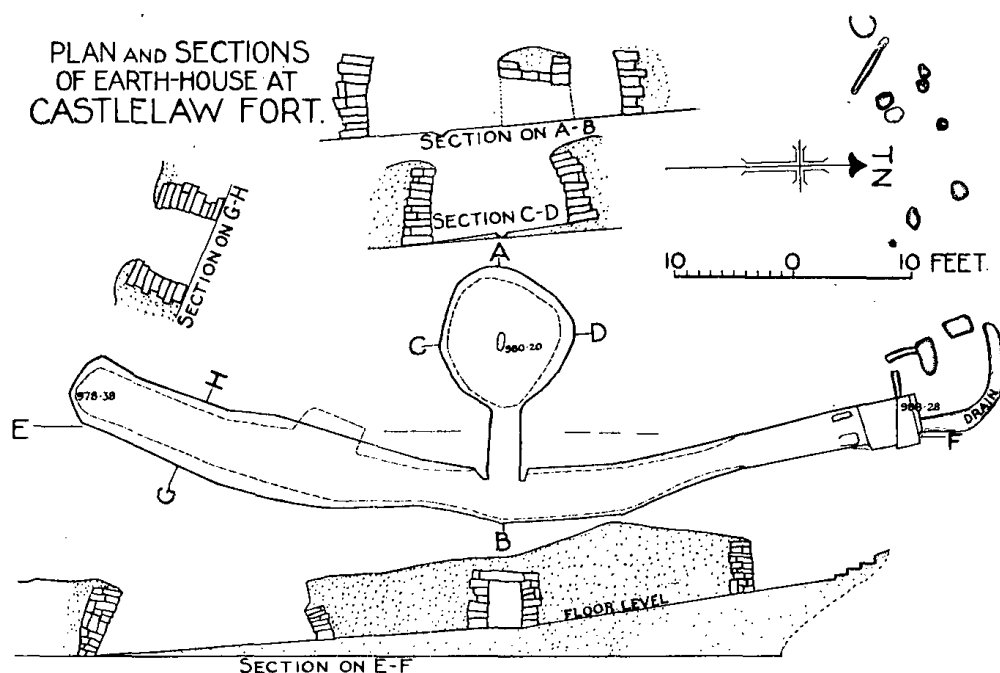 PLAN AND SECTIONS
OF EARTH-HOUSE AT
CASTLELAW FORT.
SECTION ON A-B
SECTION C-D
SECTION ON G-H
TN
10 0 10 FEET.
A
C
D
980·20
978·38
H
E
G
B
988·28
DRAIN
F
FLOOR LEVEL
SECTION ON E-F